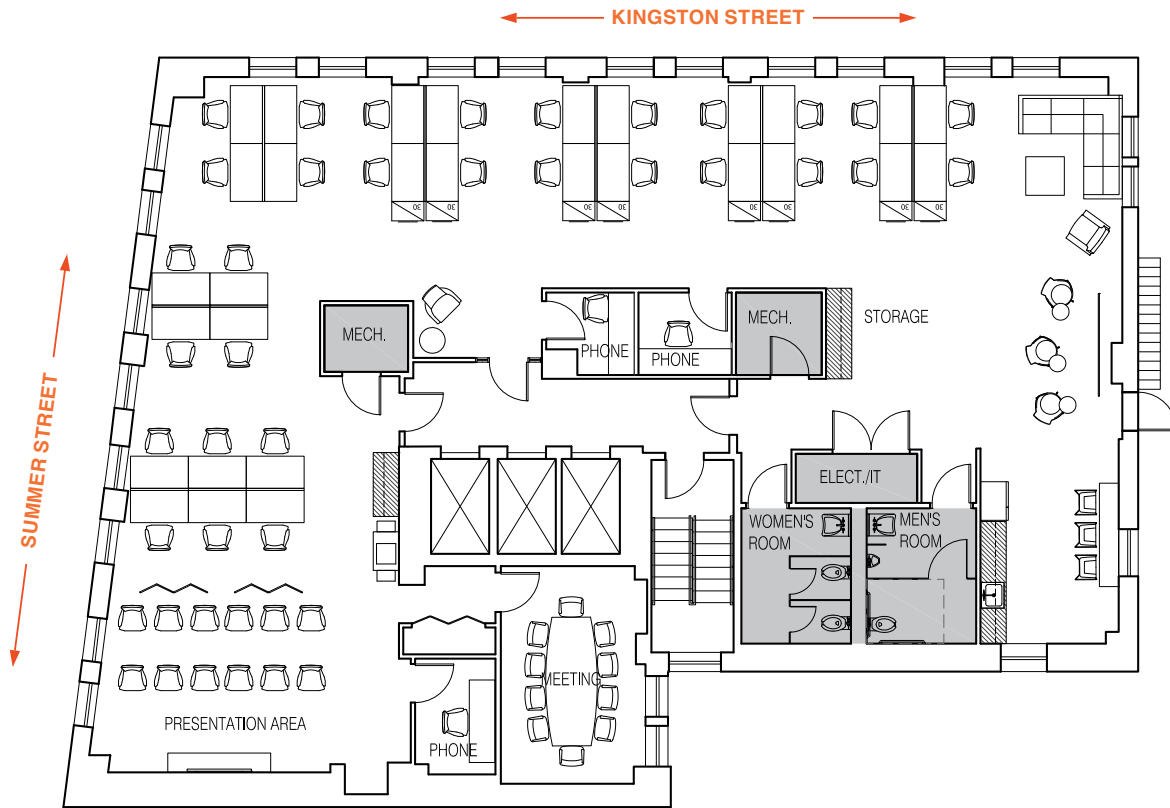 KINGSTON STREET
SUMMER STREET
30 30 30 30 30 30 30 30
MECH.
PHONE
PHONE
MECH.
STORAGE
ELECT./IT
WOMEN'S
ROOM
MEN'S
ROOM
MEETING
PRESENTATION AREA
PHONE